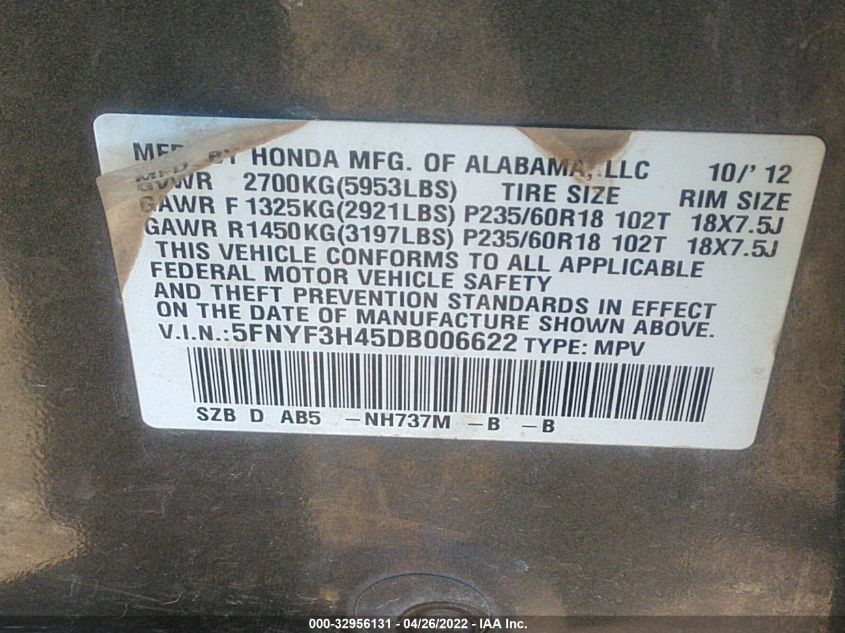 MFD. BY HONDA MFG. OF ALABAMA, LLC 10/' 12
GVWR 2700KG(5953LBS) TIRE SIZE RIM SIZE
GAWR F 1325KG(2921LBS) P235/60R18 102T 18X7.5J
GAWR R1450KG(3197LBS) P235/60R18 102T 18X7.5J
THIS VEHICLE CONFORMS TO ALL APPLICABLE
FEDERAL MOTOR VEHICLE SAFETY
AND THEFT PREVENTION STANDARDS IN EFFECT
ON THE DATE OF MANUFACTURE SHOWN ABOVE.
V.I.N.:5FNYF3H45DB006622 TYPE: MPV
SZB D AB5 -NH737M -B -B
000-32956131 - 04/26/2022 - IAA Inc.